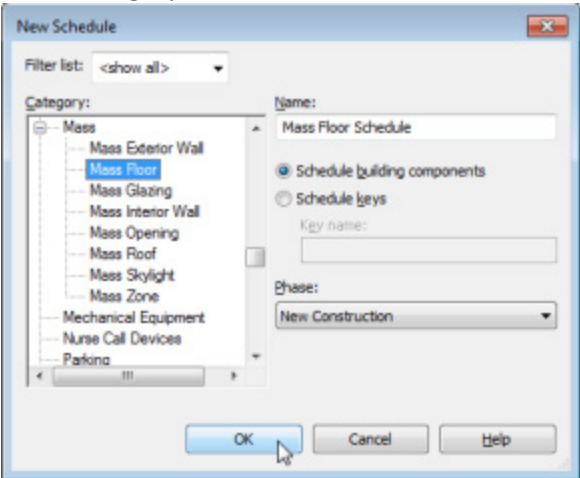 New Schedule
Filter list: <show all>
Category:
Mass
Mass Exterior Wall
Mass Floor
Mass Glazing
Mass Interior Wall
Mass Opening
Mass Roof
Mass Skylight
Mass Zone
Mechanical Equipment
Nurse Call Devices
Parking
Name:
Mass Floor Schedule
Schedule building components
Schedule keys
Key name:
Phase:
New Construction
OK
Cancel
Help